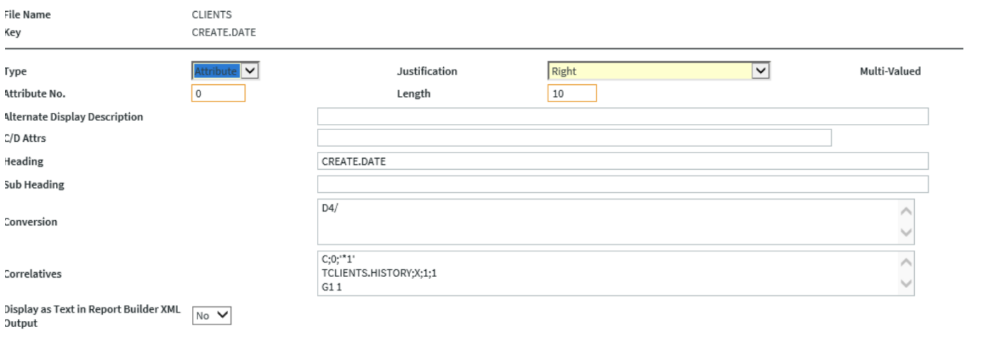 File Name CLIENTS
Key CREATE.DATE
Type Attribute Justification Right Multi-Valued
Attribute No. 0 Length 10
Alternate Display Description
C/D Attrs
Heading CREATE.DATE
Sub Heading
Conversion D4/
Correlatives C;0;'*1'
TCLIENTS.HISTORY;X;1;1
G1 1
Display as Text in Report Builder XML
Output No